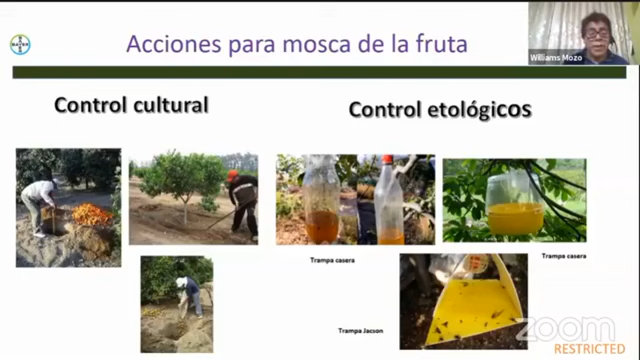 BAYER
Acciones para mosca de la fruta
Williams Mozo
Control cultural
Control etológicos
Trampa casera
Trampa casera
Trampa Jacson
zoom
RESTRICTED